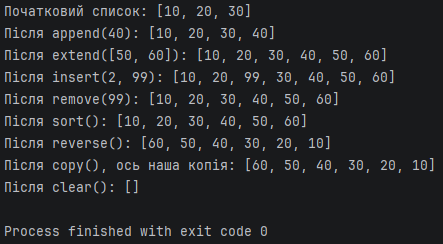 Початковий список: [10, 20, 30]
Після append(40): [10, 20, 30, 40]
Після extend([50, 60]): [10, 20, 30, 40, 50, 60]
Після insert(2, 99): [10, 20, 99, 30, 40, 50, 60]
Після remove(99): [10, 20, 30, 40, 50, 60]
Після sort(): [10, 20, 30, 40, 50, 60]
Після reverse(): [60, 50, 40, 30, 20, 10]
Після copy(), ось наша копія: [60, 50, 40, 30, 20, 10]
Після clear(): []
Process finished with exit code 0